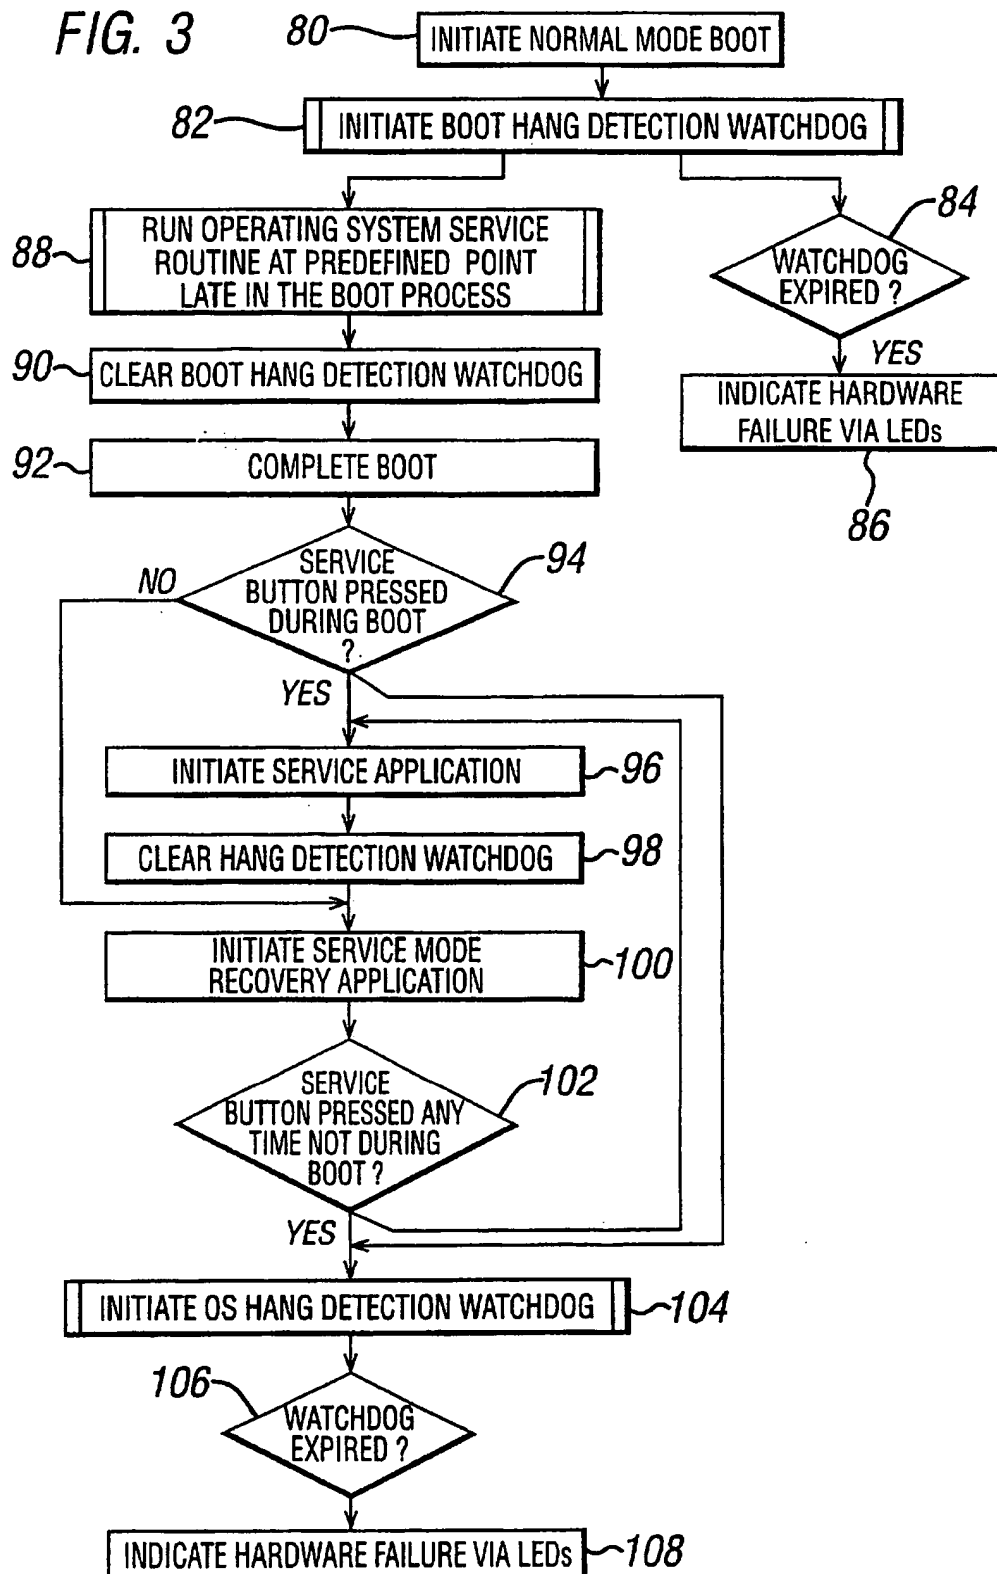 FIG. 3
80
INITIATE NORMAL MODE BOOT
82
INITIATE BOOT HANG DETECTION WATCHDOG
88
RUN OPERATING SYSTEM SERVICE
ROUTINE AT PREDEFINED POINT
LATE IN THE BOOT PROCESS
84
WATCHDOG
EXPIRED ?
YES
90
CLEAR BOOT HANG DETECTION WATCHDOG
INDICATE HARDWARE
FAILURE VIA LEDs
86
92
COMPLETE BOOT
94
SERVICE
BUTTON PRESSED
DURING BOOT
?
NO
YES
INITIATE SERVICE APPLICATION
96
CLEAR HANG DETECTION WATCHDOG
98
INITIATE SERVICE MODE
RECOVERY APPLICATION
100
SERVICE
BUTTON PRESSED ANY
TIME NOT DURING
BOOT ?
102
YES
INITIATE OS HANG DETECTION WATCHDOG
104
106
WATCHDOG
EXPIRED ?
INDICATE HARDWARE FAILURE VIA LEDs
108